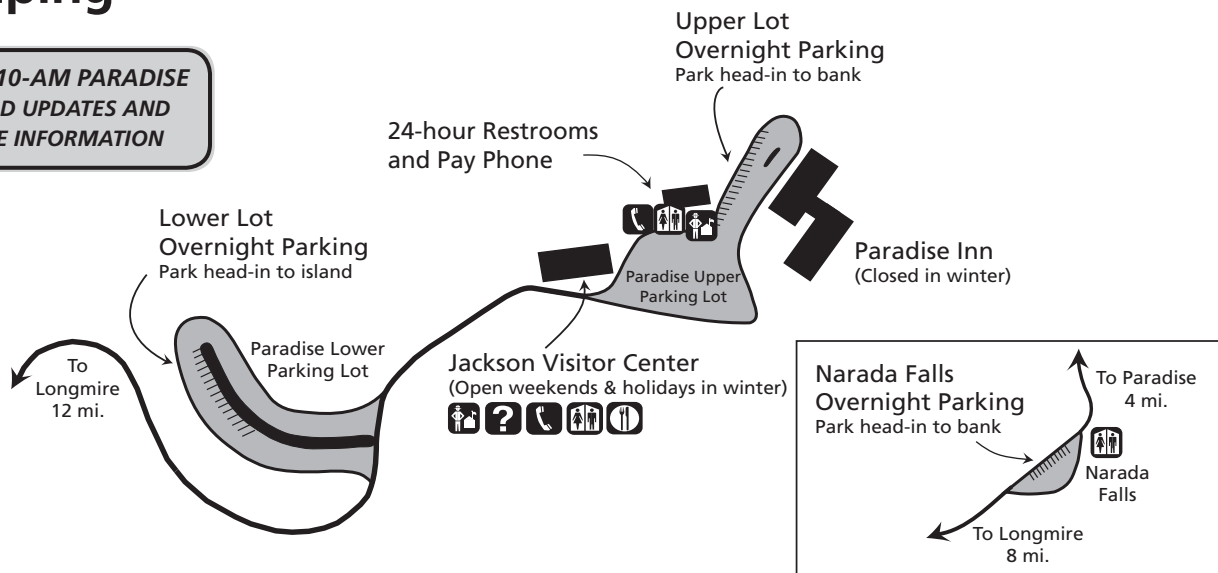 10-AM PARADISE
UPDATES AND
INFORMATION
Upper Lot
Overnight Parking
Park head-in to bank
24-hour Restrooms
and Pay Phone
Lower Lot
Overnight Parking
Park head-in to island
Paradise Inn
(Closed in winter)
Paradise Upper
Parking Lot
Paradise Lower
Parking Lot
To
Longmire
12 mi.
Jackson Visitor Center
(Open weekends & holidays in winter)
?
Narada Falls
Overnight Parking
Park head-in to bank
To Paradise
4 mi.
Narada
Falls
To Longmire
8 mi.